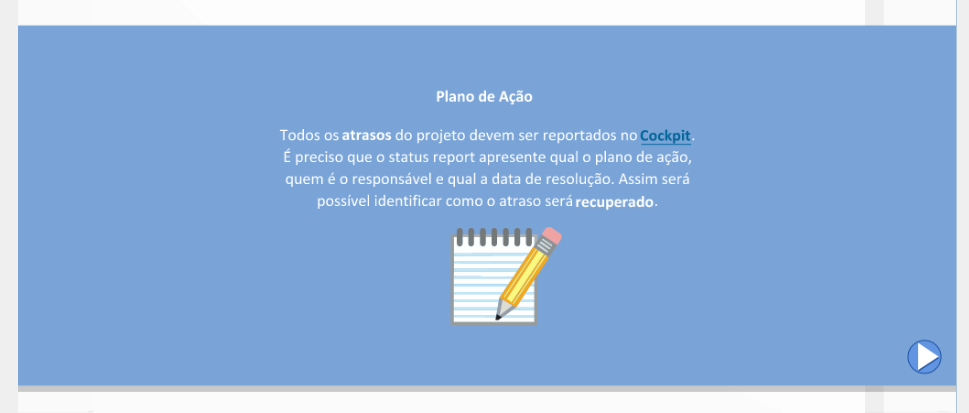 Plano de Ação
Todos os atrasos do projeto devem ser reportados no Cockpit.
É preciso que o status report apresente qual o plano de ação,
quem é o responsável e qual a data de resolução. Assim será
possível identificar como o atraso será recuperado.